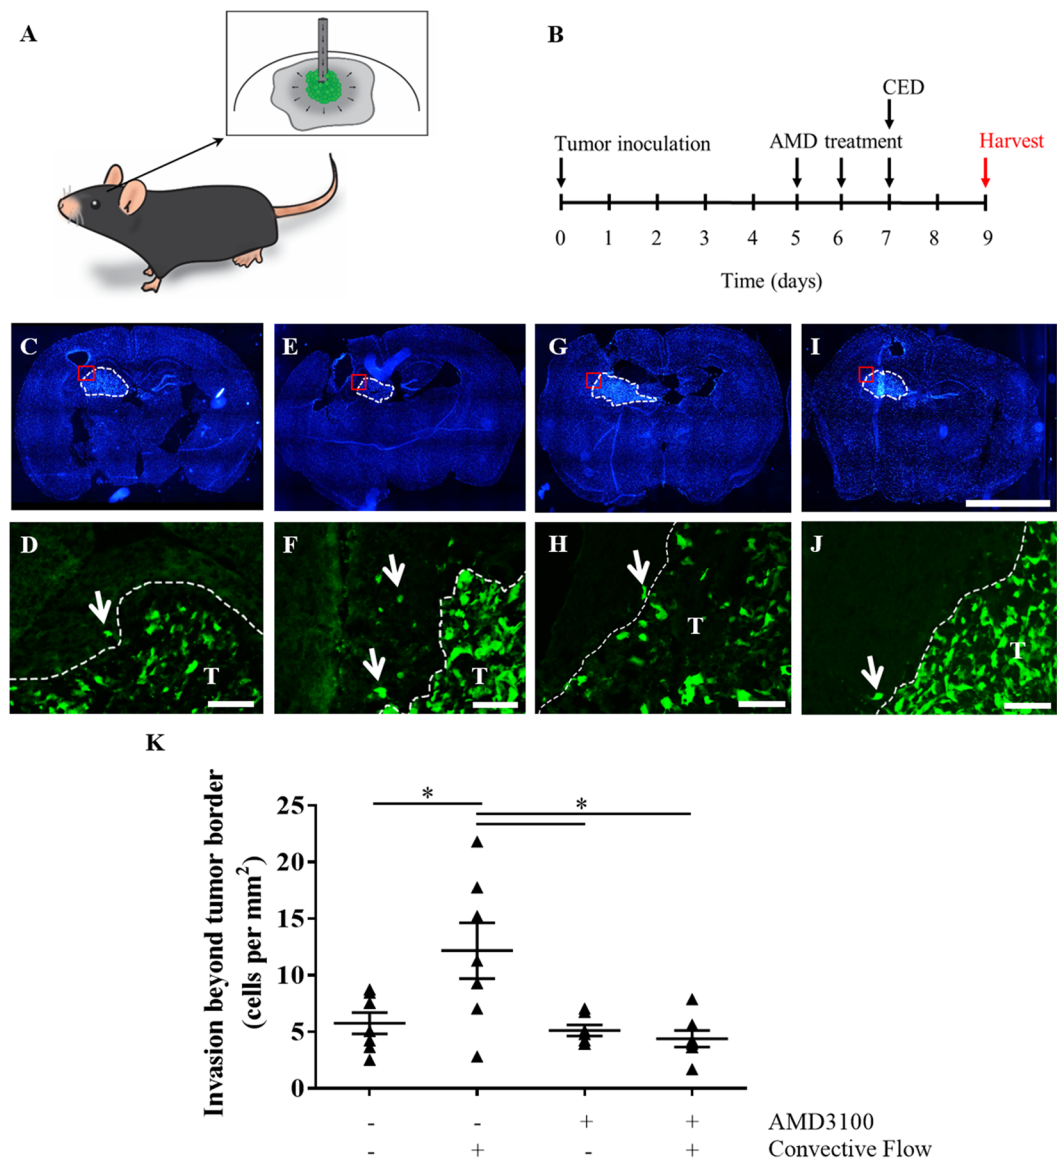 A
B
CED
Tumor inoculation AMD treatment Harvest
0 1 2 3 4 5 6 7 8 9
Time (days)
C E G I
D F H J
T T T T
K
Invasion beyond tumor border
(cells per mm2)
* *
25
20
15
10
5
0
- - + + AMD3100
- + - + Convective Flow